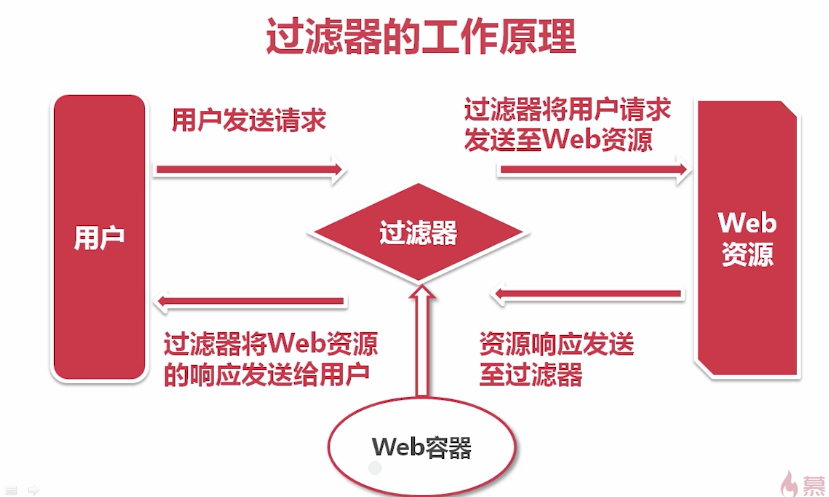 过滤器的工作原理
用户发送请求
过滤器将用户请求
发送至Web资源
用户
过滤器
Web
资源
过滤器将Web资源
的响应发送给用户
资源响应发送
至过滤器
Web容器
慕